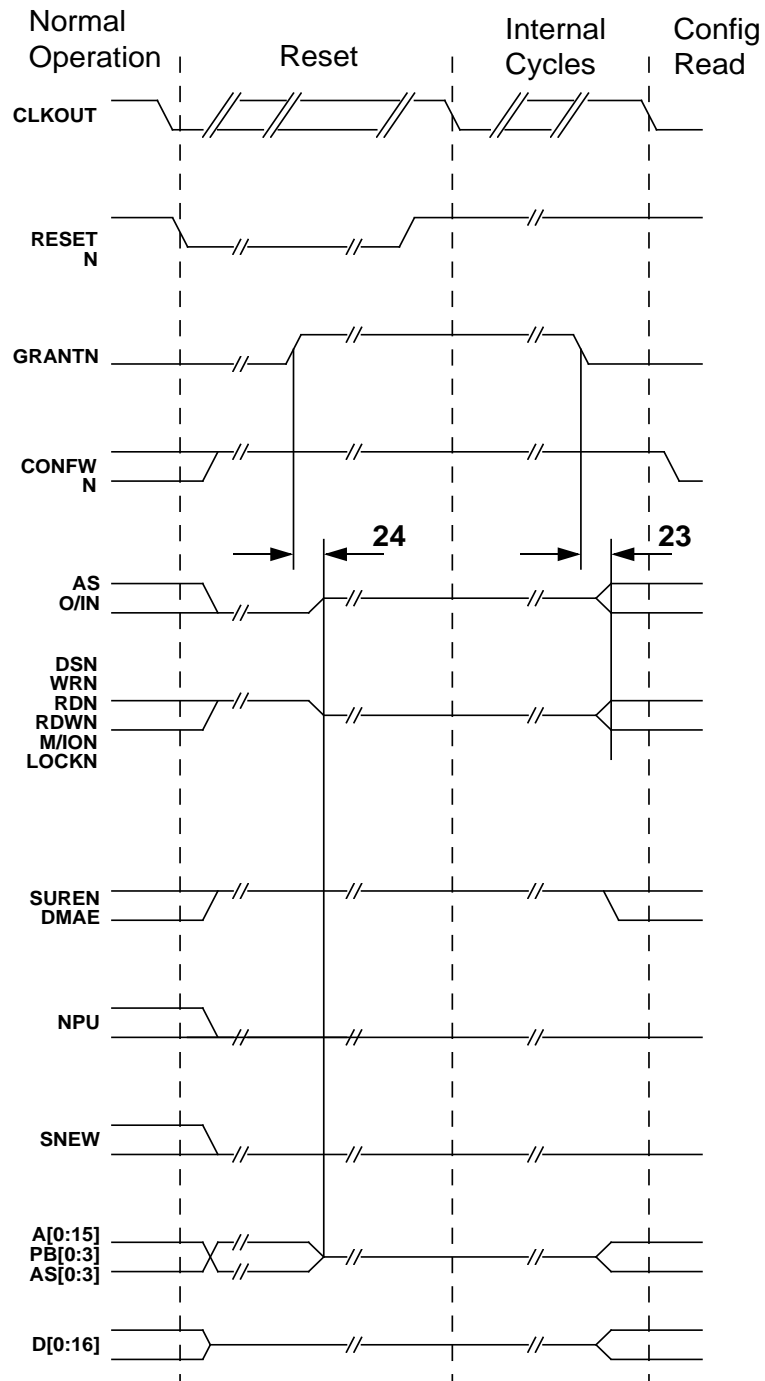 Normal
Operation
Reset
Internal
Cycles
Config
Read
CLKOUT
RESET
N
GRANTN
CONFW
N
24
23
AS
O/IN
DSN
WRN
RDN
RDWN
M/ION
LOCKN
SUREN
DMAE
NPU
SNEW
A[0:15]
PB[0:3]
AS[0:3]
D[0:16]